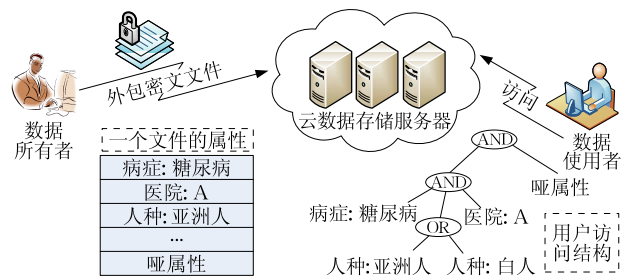 外包密文文件
数据
所有者
云数据存储服务器
访问
数据
使用者
一个文件的属性
病症: 糖尿病
医院: A
人种: 亚洲人
...
哑属性
AND
哑属性
AND
病症: 糖尿病
医院: A
OR
人种: 亚洲人
人种: 白人
用户访
问结构